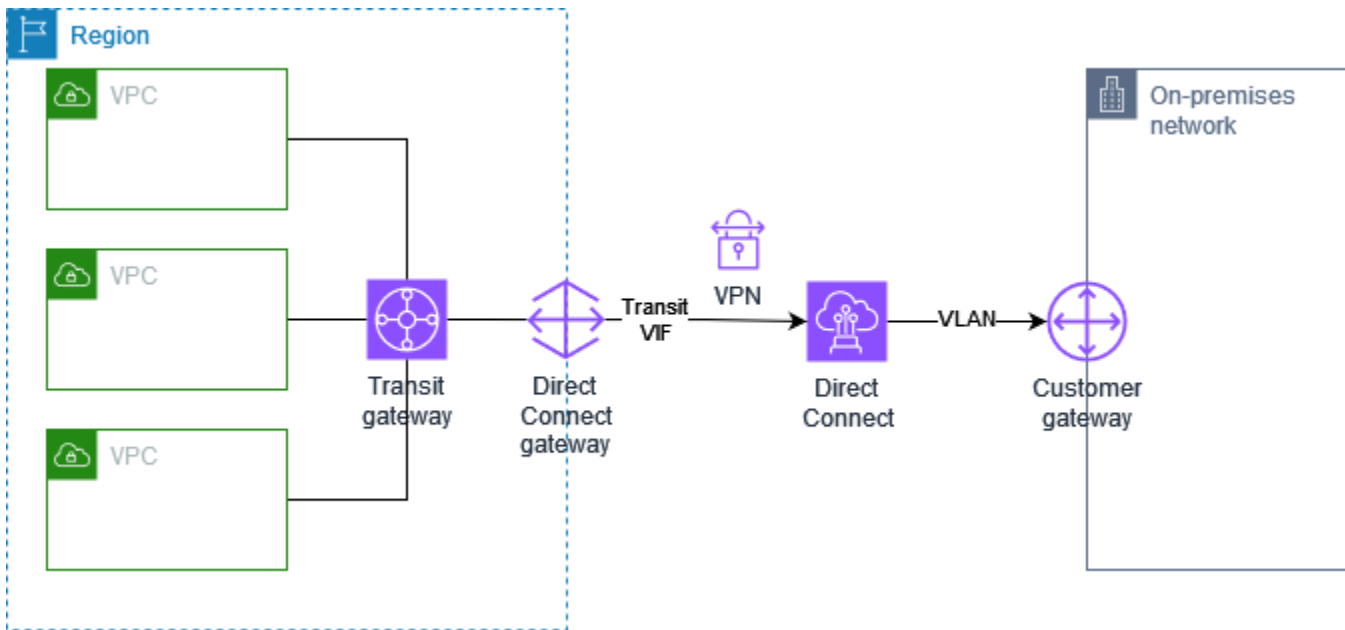 Region
VPC
VPC
VPC
Transit
gateway
Direct
Connect
gateway
Transit
VIF
VPN
Direct
Connect
VLAN
Customer
gateway
On-premises
network